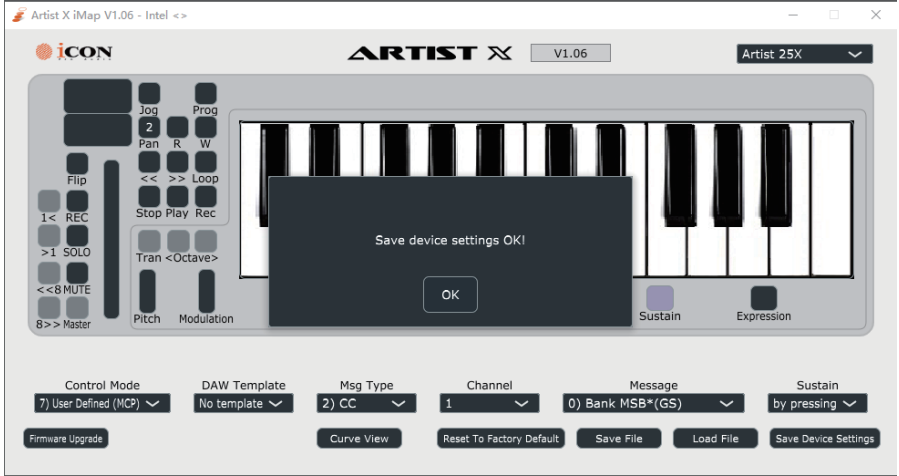 Artist X iMap V1.06 - Intel <>
iCON
ARTIST X
V1.06
Artist 25X
Jog
Prog
2
Pan
R
W
Flip
<<
>>
Loop
1<
REC
Stop
Play
Rec
>1
SOLO
Tran
<Octave>
<<8
MUTE
8>>
Master
Pitch
Modulation
Save device settings OK!
OK
Sustain
Expression
Control Mode
DAW Template
Msg Type
Channel
Message
Sustain
7) User Defined (MCP)
No template
2) CC
1
0) Bank MSB*(GS)
by pressing
Firmware Upgrade
Curve View
Reset To Factory Default
Save File
Load File
Save Device Settings